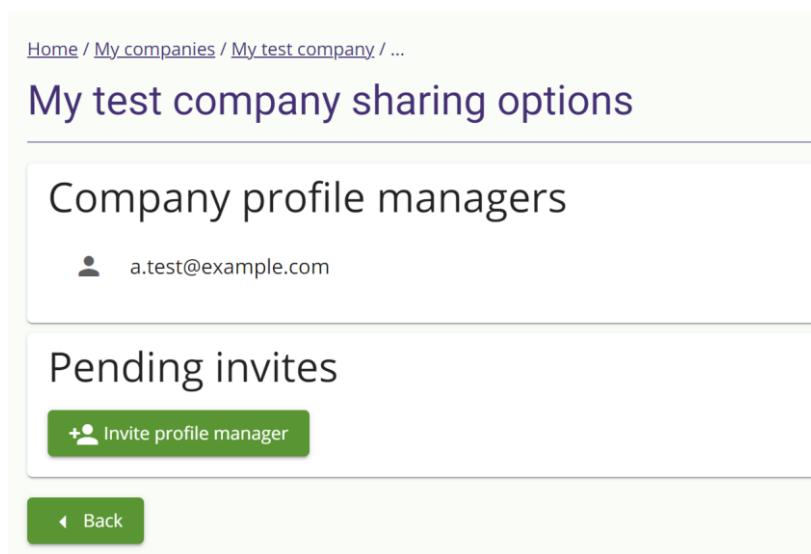 Home / My companies / My test company / ...
My test company sharing options
Company profile managers
a.test@example.com
Pending invites
Invite profile manager
Back